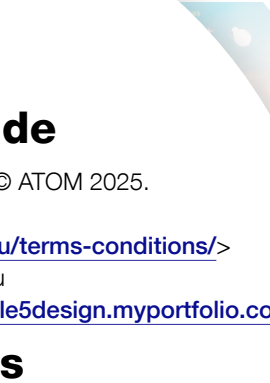 de
© ATOM 2025.
u/terms-conditions/>
u
le5design.myportfolio.co
s